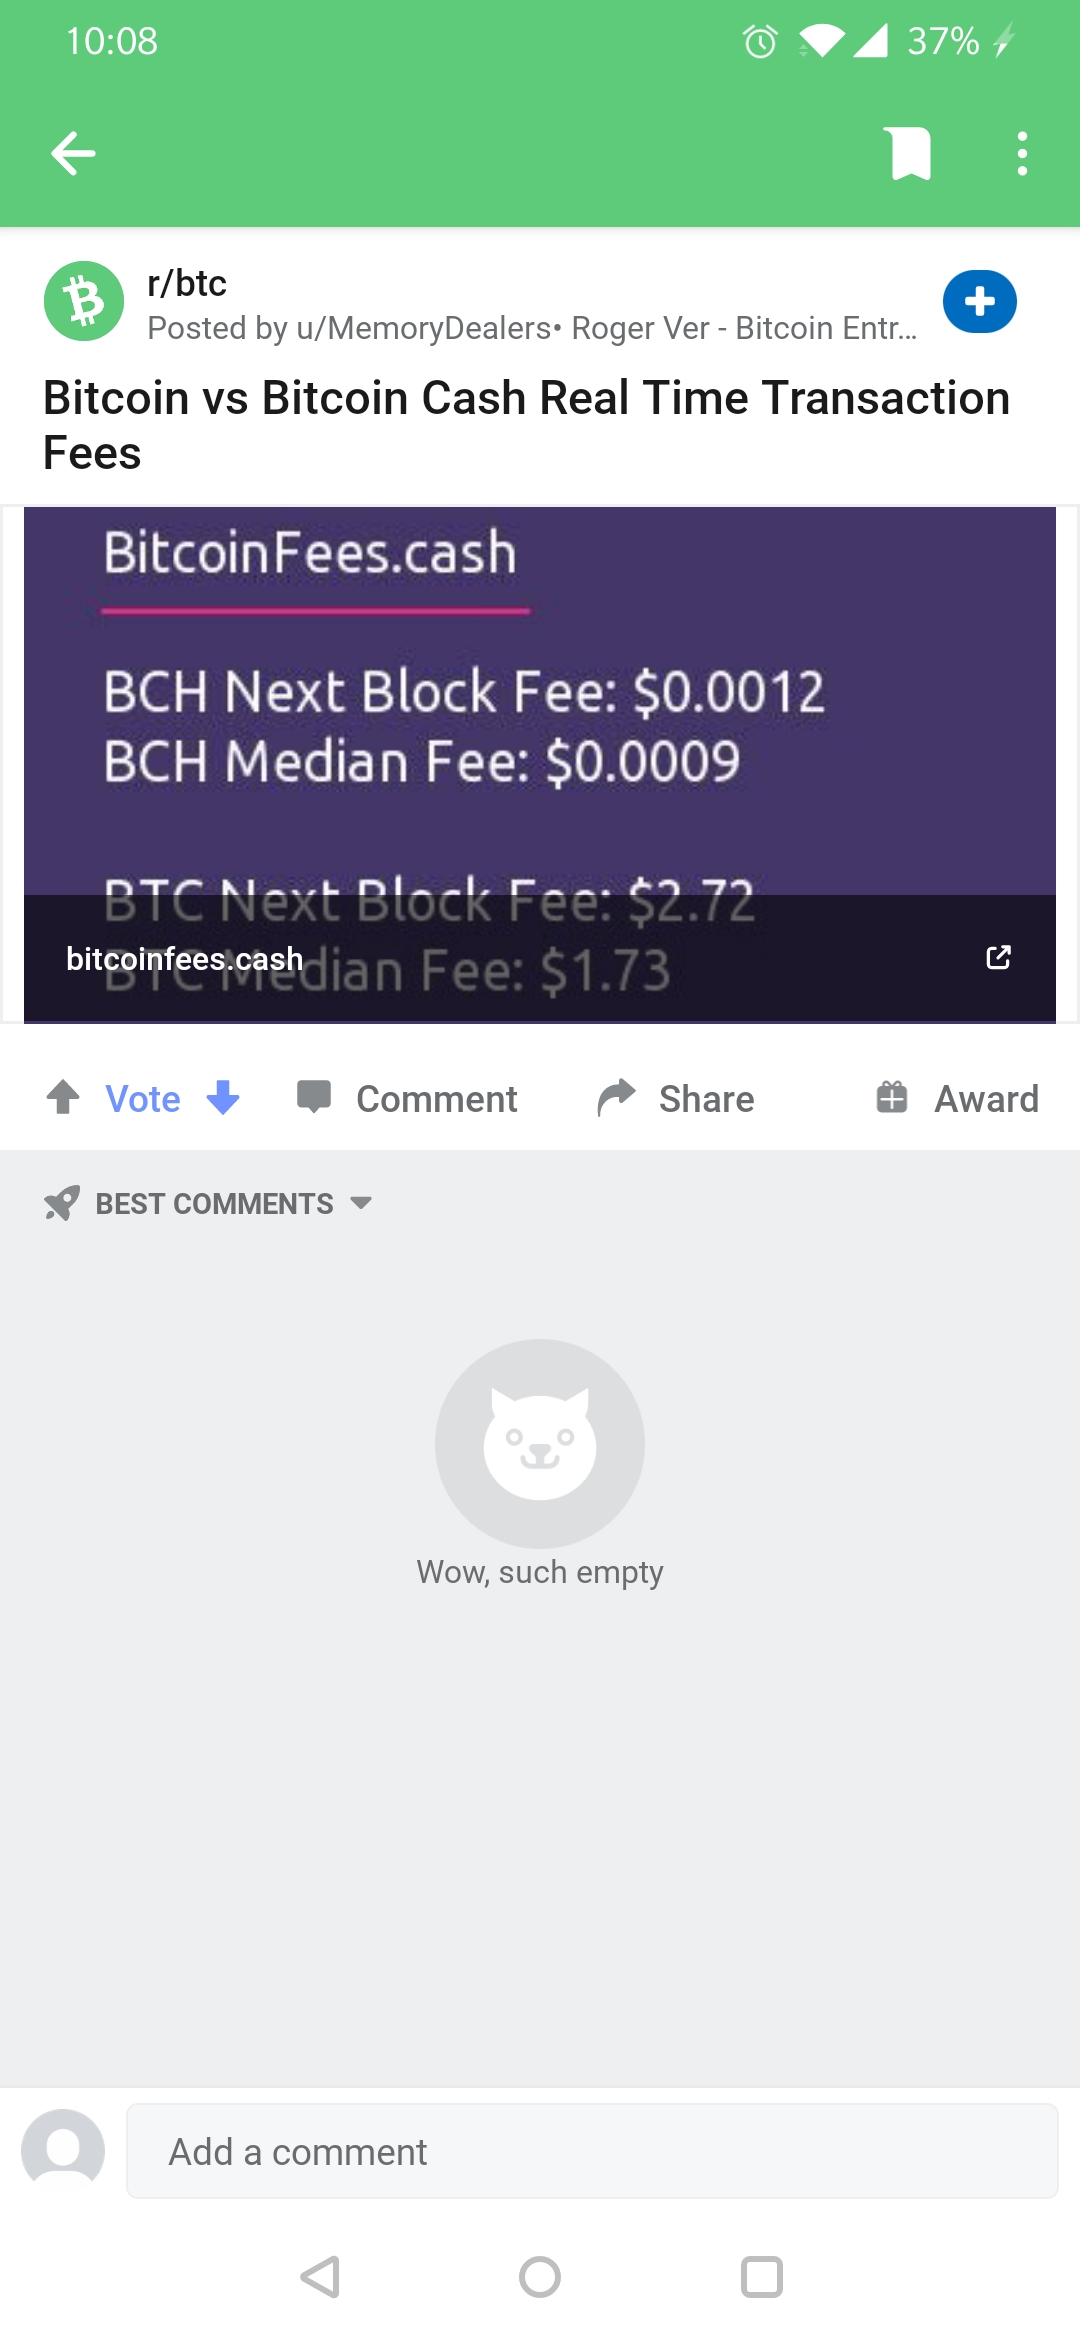 10:08
37%
r/btc
Posted by u/MemoryDealers• Roger Ver - Bitcoin Entr...
Bitcoin vs Bitcoin Cash Real Time Transaction
Fees
BitcoinFees.cash
BCH Next Block Fee: $0.0012
BCH Median Fee: $0.0009
BTC Next Block Fee: $2.72
bitcoinfees.cash
BTC Median Fee: $1.73
Vote
Comment
Share
Award
BEST COMMENTS
Wow, such empty
Add a comment